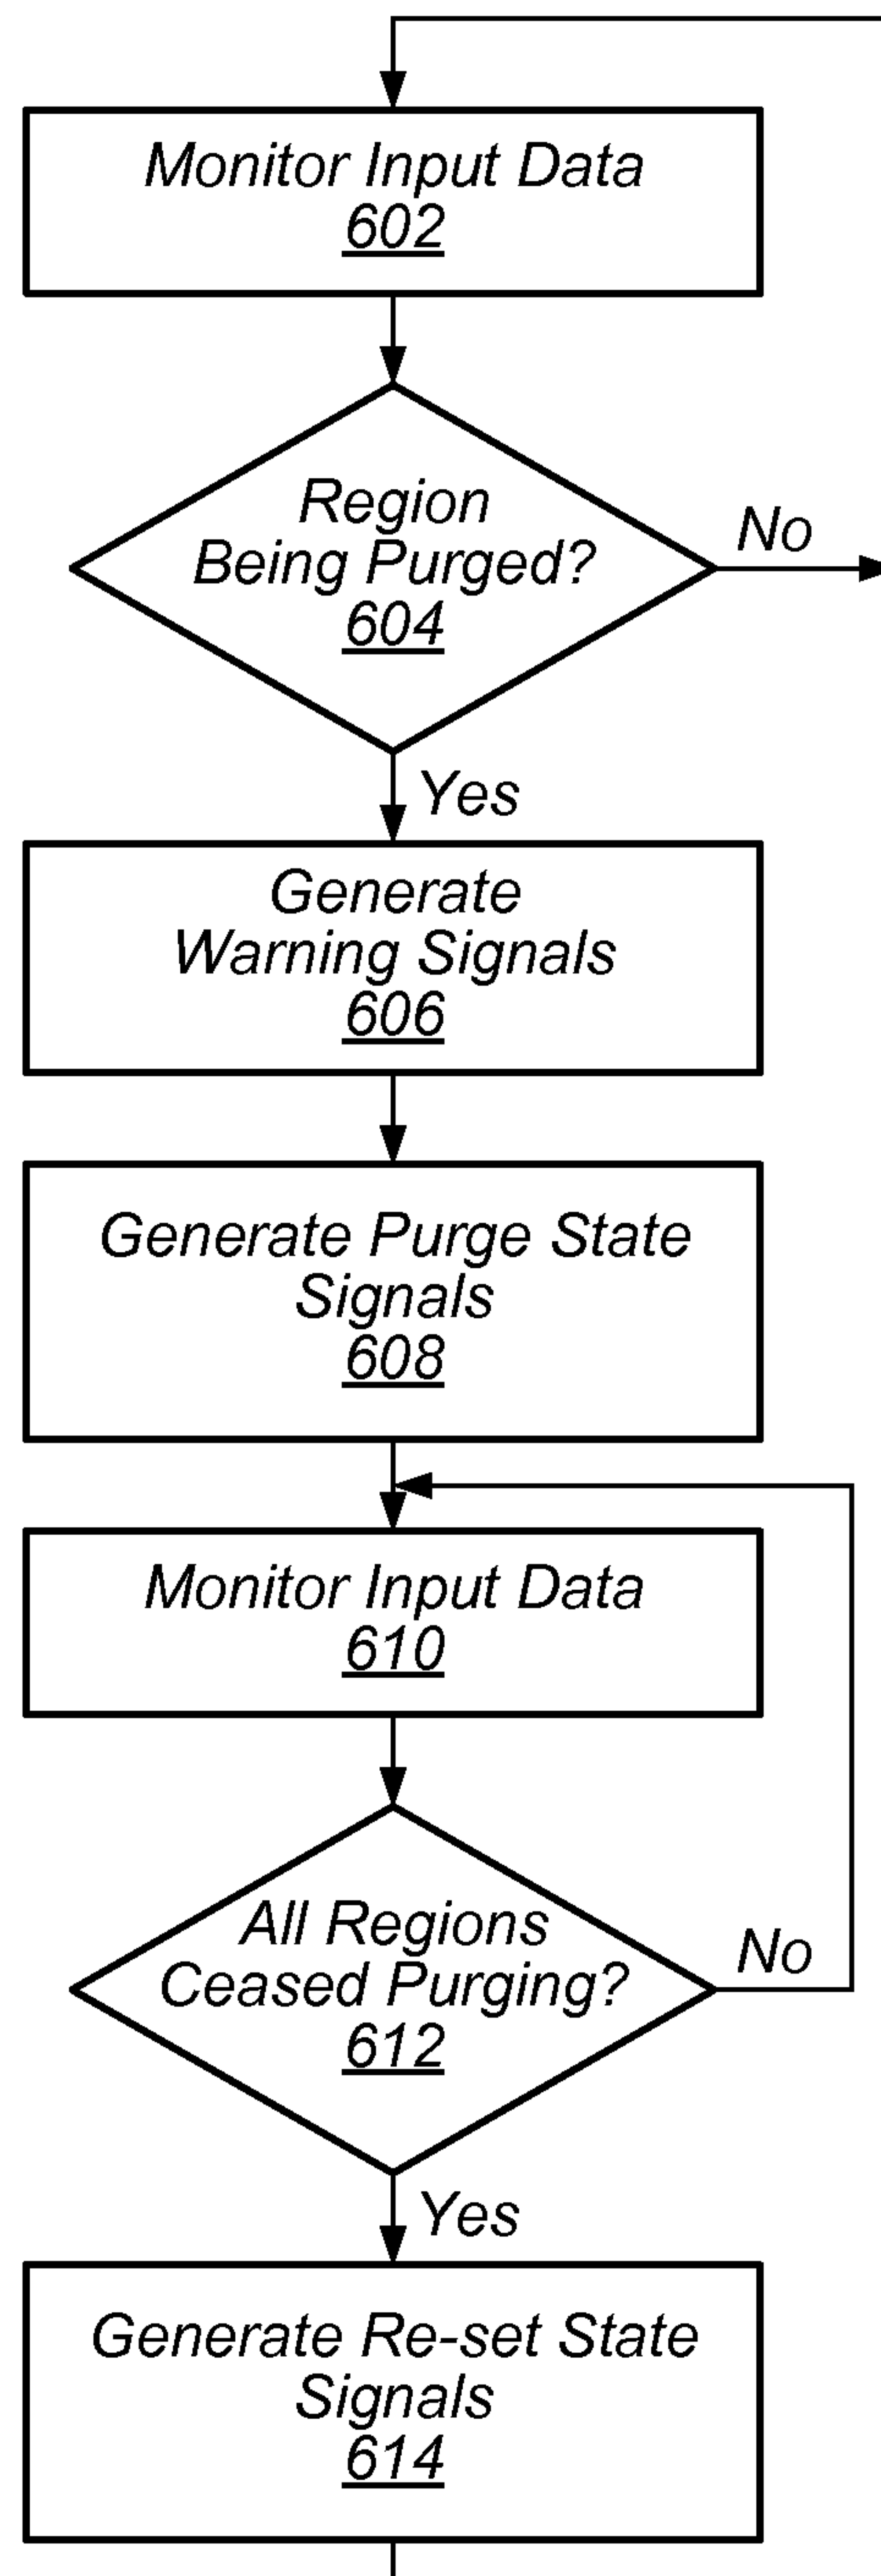 Monitor Input Data
602
Region
Being Purged?
604
No
Yes
Generate
Warning Signals
606
Generate Purge State
Signals
608
Monitor Input Data
610
All Regions
Ceased Purging?
612
No
Yes
Generate Re-set State
Signals
614